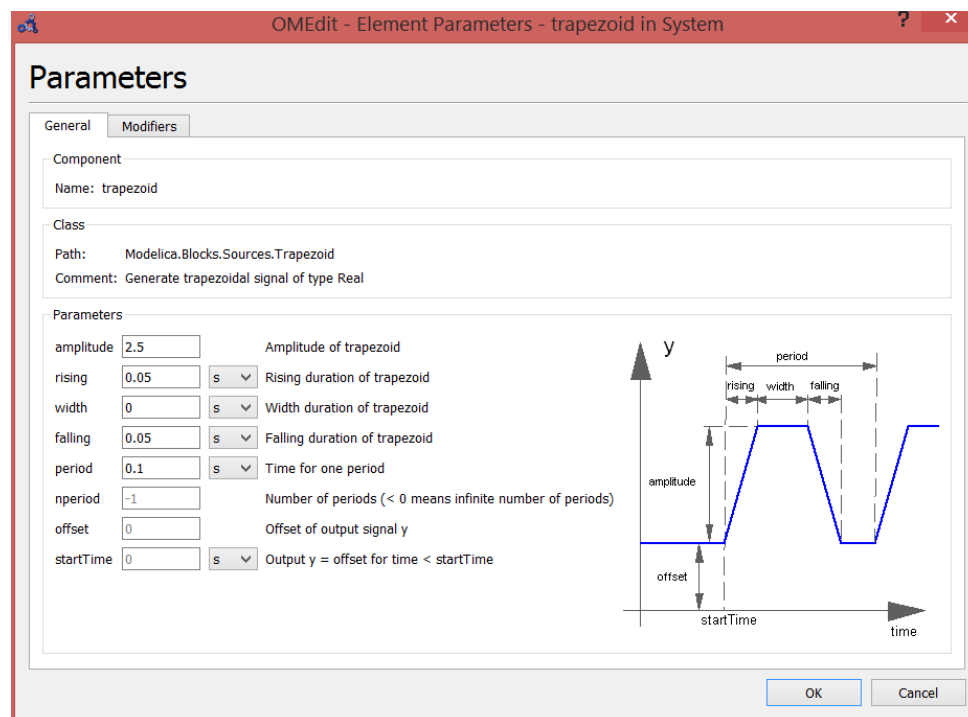 OMEdit - Element Parameters - trapezoid in System
? ×
Parameters
General Modifiers
Component
Name: trapezoid
Class
Path: Modelica.Blocks.Sources.Trapezoid
Comment: Generate trapezoidal signal of type Real
Parameters
amplitude 2.5 Amplitude of trapezoid
rising 0.05 s Rising duration of trapezoid
width 0 s Width duration of trapezoid
falling 0.05 s Falling duration of trapezoid
period 0.1 s Time for one period
nperiod -1 Number of periods (< 0 means infinite number of periods)
offset 0 Offset of output signal y
startTime 0 s Output y = offset for time < startTime
y
period
rising width falling
amplitude
offset
startTime
time
OK Cancel